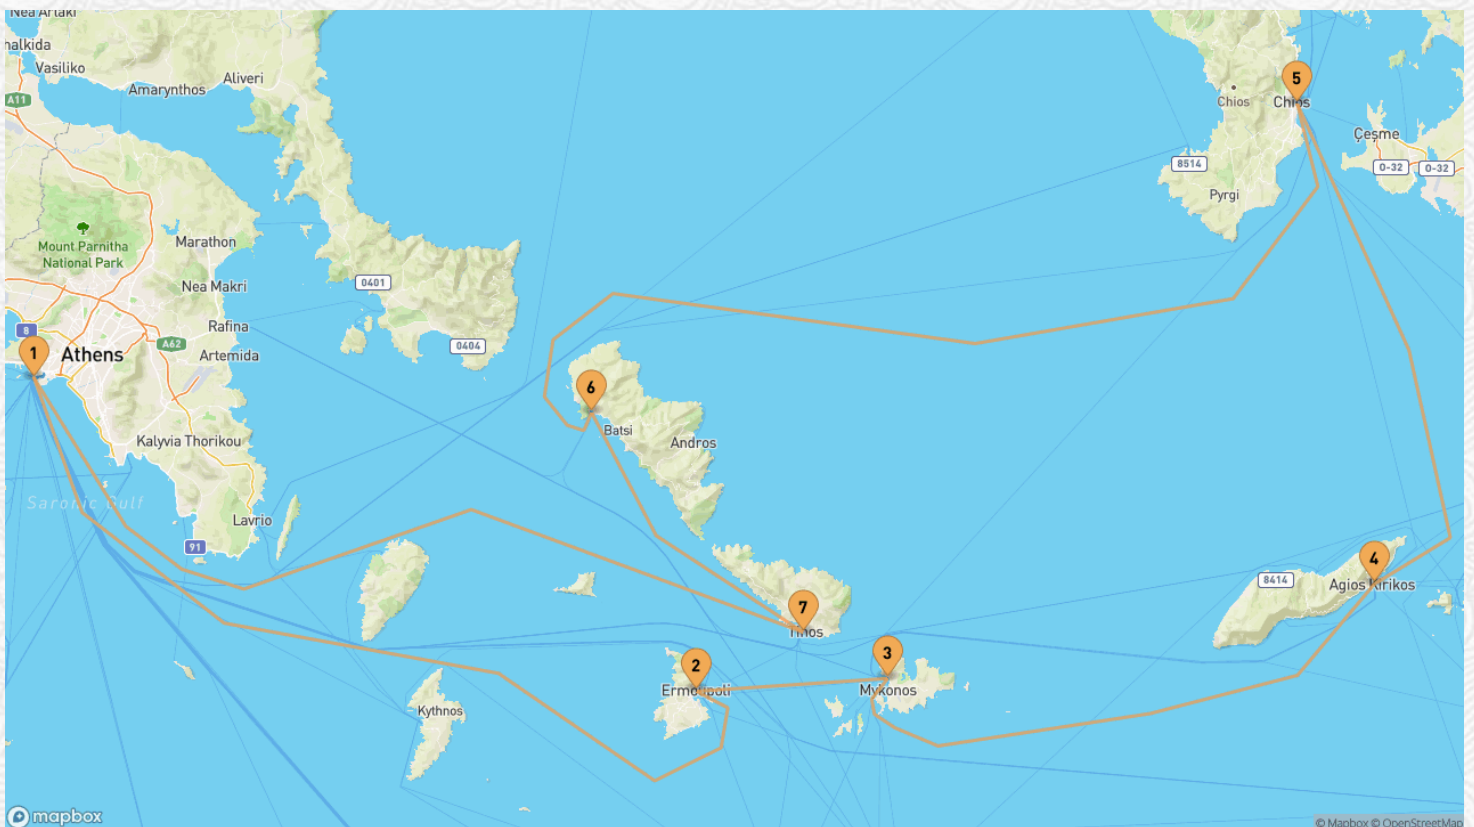 Nea Artaki
halkida
Vasiliko
Amarynthos
Aliveri
A11
5
Chios
Chios
Çeşme
O-32
O-32
8514
Pyrgi
Mount Parnitha
National Park
Marathon
Nea Makri
0401
Rafina
8
A62
Artemida
0404
1
Athens
6
Batsi
Andros
Kalyvia Thorikou
Saronic Gulf
Lavrio
91
4
8414
Agios Kirikos
7
Tinos
2
Ermoupoli
3
Mykonos
Kythnos
mapbox
© Mapbox © OpenStreetMap